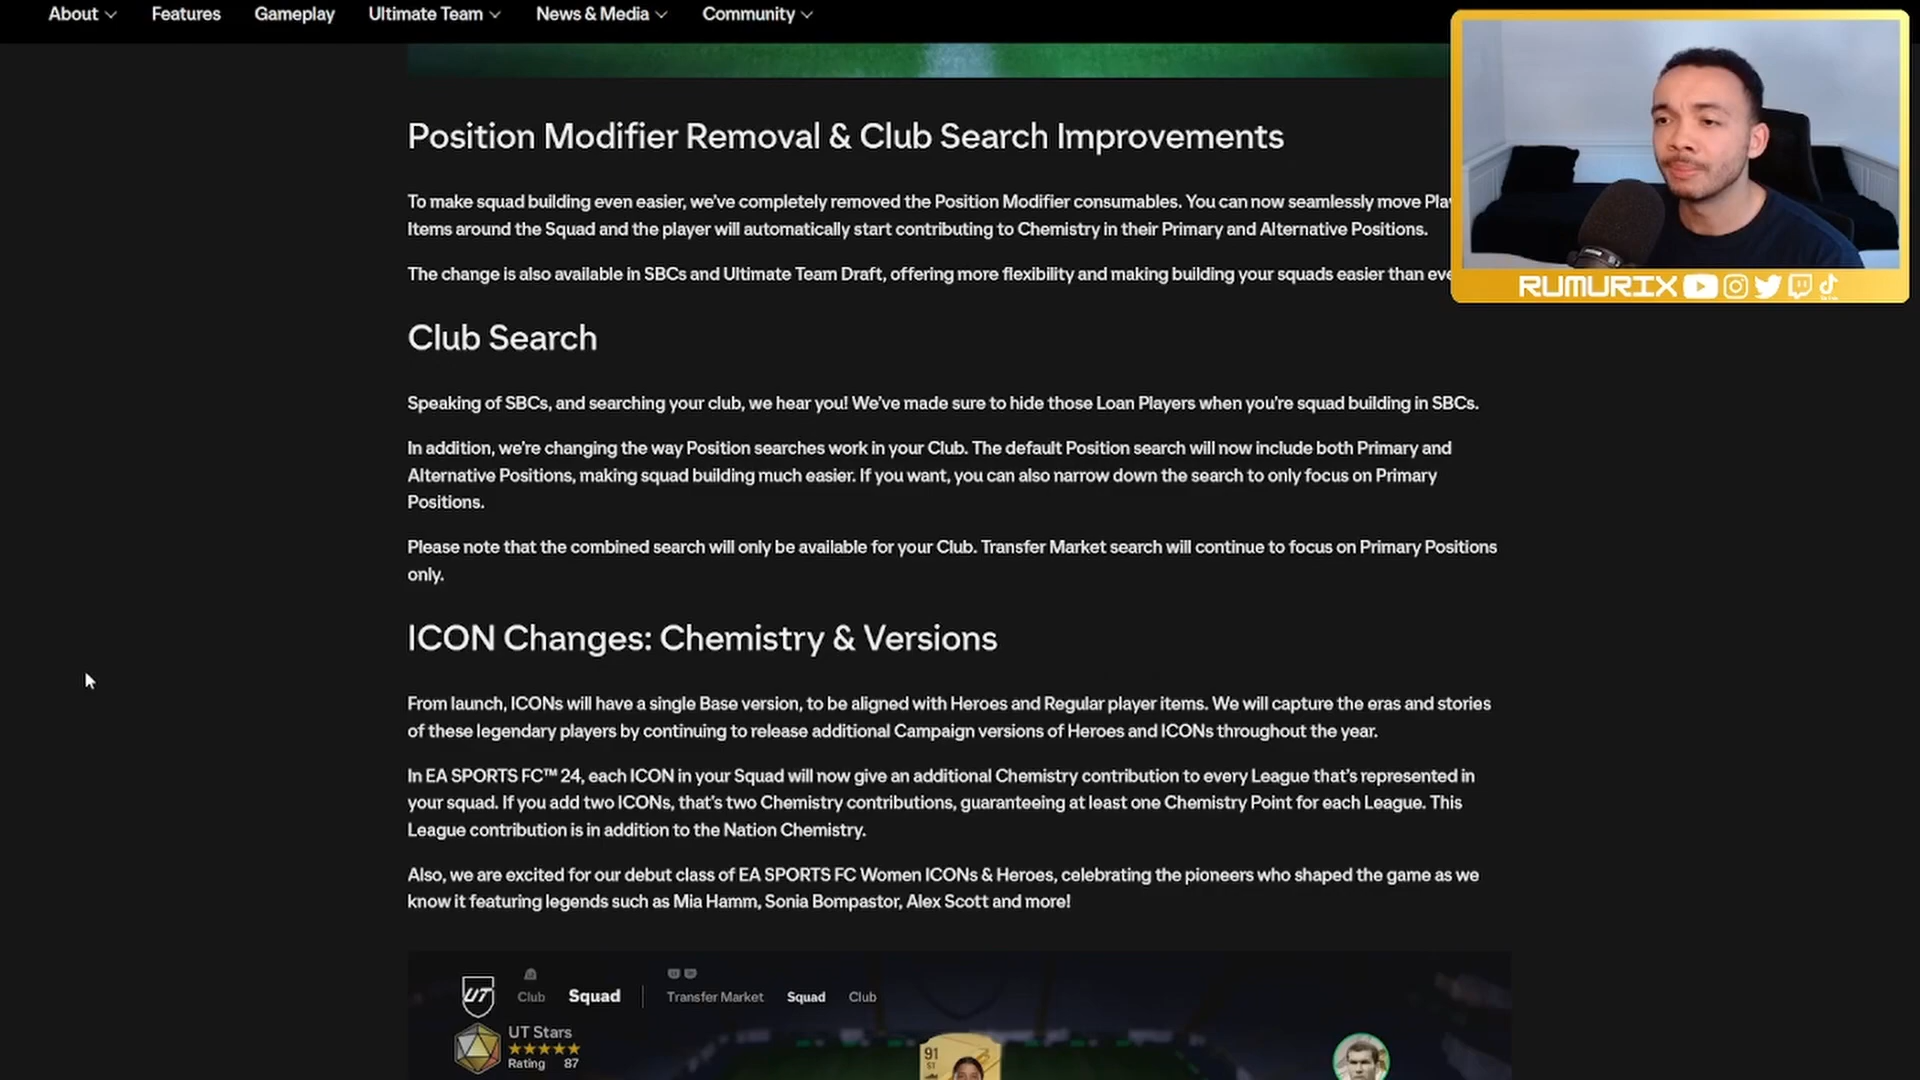 About Features Gameplay Ultimate Team News & Media Community
Position Modifier Removal & Club Search Improvements
To make squad building even easier, we've completely removed the Position Modifier consumables. You can now seamlessly move
Items around the Squad and the player will automatically start contributing to Chemistry in their Primary and Alternative Positions.
The change is also available in SBCs and Ultimate Team Draft, offering more flexibility and making building your squads easier than
RUMURIX
Club Search
Speaking of SBCs, and searching your club, we hear you! We've made sure to hide those Loan Players when you're squad building in SBCs.
In addition, we're changing the way Position searches work in your Club. The default Position search will now include both Primary and
Alternative Positions, making squad building much easier. If you want, you can also narrow down the search to only focus on Primary
Positions.
Please note that the combined search will only be available for your Club. Transfer Market search will continue to focus on Primary Positions
only.
ICON Changes: Chemistry & Versions
From launch, ICONs will have a single Base version, to be aligned with Heroes and Regular player items. We will capture the eras and stories
of these legendary players by continuing to release additional Campaign versions of Heroes and ICONs throughout the year.
In EA SPORTS FC™ 24, each ICON in your Squad will now give an additional Chemistry contribution to every League that's represented in
your squad. If you add two ICONs, that's two Chemistry contributions, guaranteeing at least one Chemistry Point for each League. This
League contribution is in addition to the Nation Chemistry.
Also, we are excited for our debut class of EA SPORTS FC Women ICONs & Heroes, celebrating the pioneers who shaped the game as we
know it featuring legends such as Mia Hamm, Sonia Bompastor, Alex Scott and more!
UT Club Squad Transfer Market Squad Club
UT Stars
Rating 87
91
ST